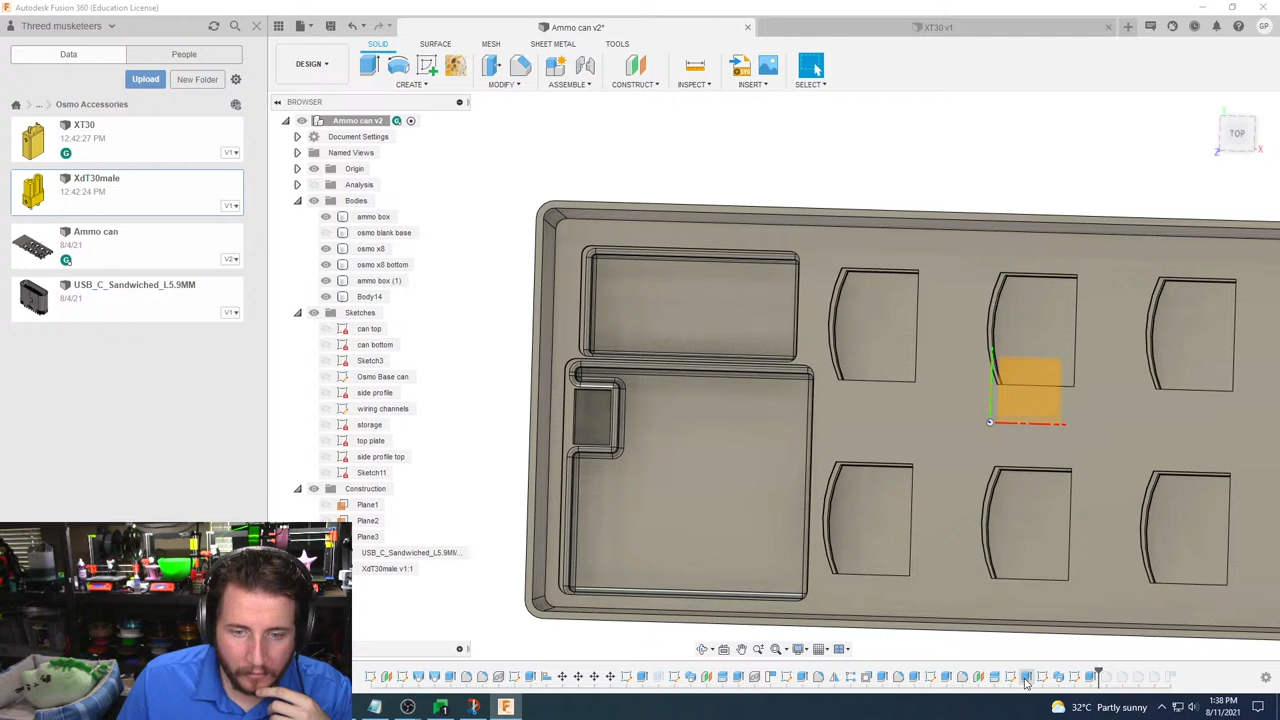 Autodesk Fusion 360 (Education License)
Threed musketeers
Ammo can v2*
XT30 v1
GP
Data
People
DESIGN
SOLID
SURFACE
MESH
SHEET METAL
TOOLS
Upload
New Folder
CREATE
MODIFY
ASSEMBLE
CONSTRUCT
INSPECT
INSERT
SELECT
... Osmo Accessories
BROWSER
XT30
12:42:27 PM
G
V1
XdT30male
12:42:24 PM
V1
Ammo can
8/4/21
G
V2
USB_C_Sandwiched_L5.9MM
8/4/21
V1
Ammo can v2
Document Settings
Named Views
Origin
Analysis
Bodies
ammo box
osmo blank base
osmo x8
osmo x8 bottom
ammo box (1)
Body14
Sketches
can top
can bottom
Sketch3
Osmo Base can
side profile
wiring channels
storage
top plate
side profile top
Sketch11
Construction
Plane1
Plane2
Plane3
USB_C_Sandwiched_L5.9MM...
XdT30male v1:1
TOP
Z
X
32°C Partly sunny
1:38 PM
8/11/2021